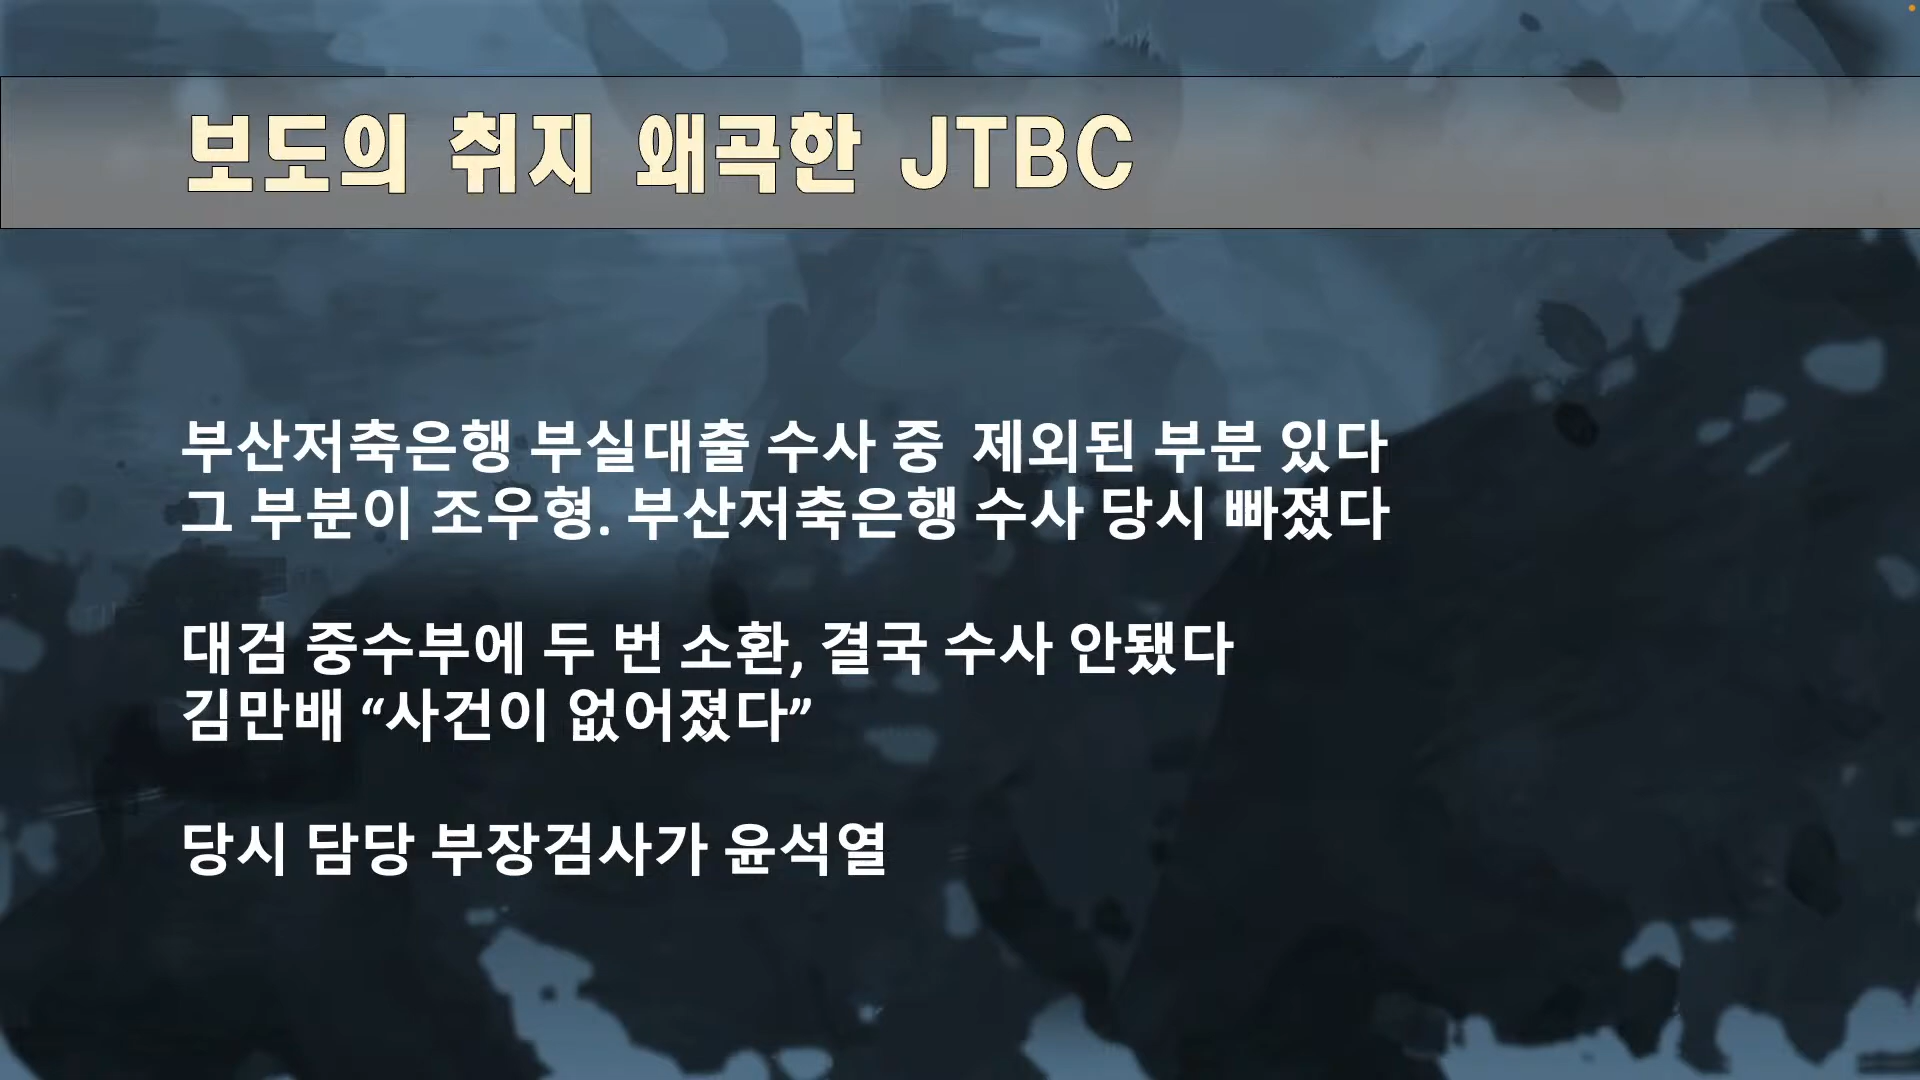 보도의 취지 왜곡한 JTBC
부산저축은행 부실대출 수사 중 제외된 부분 있다
그 부분이 조우형. 부산저축은행 수사 당시 빠졌다
대검 중수부에 두 번 소환, 결국 수사 안됐다
김만배 “사건이 없어졌다”
당시 담당 부장검사가 윤석열